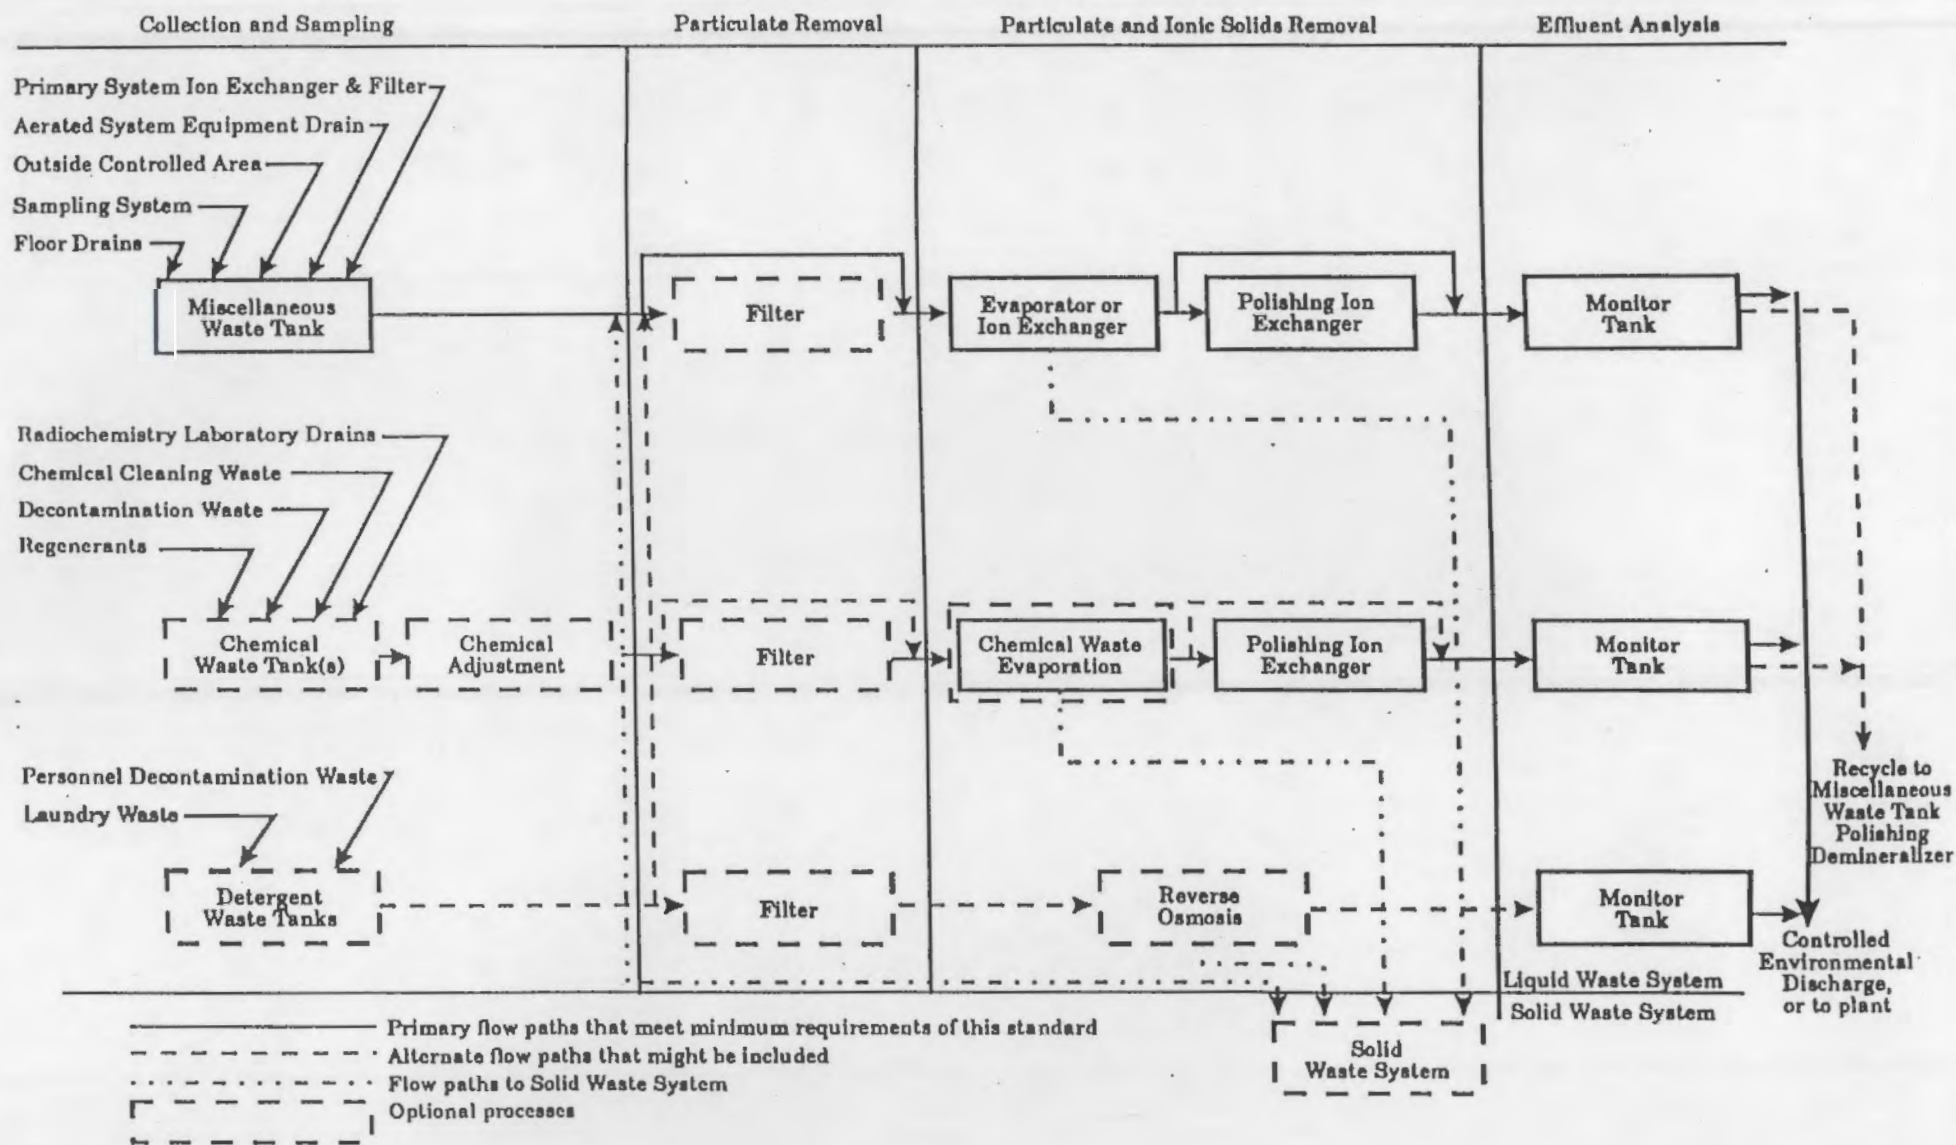 Collection and Sampling
Particulate Removal
Particulate and Ionic Solids Removal
Effluent Analysis
Primary System Ion Exchanger & Filter
Aerated System Equipment Drain
Outside Controlled Area
Sampling System
Floor Drains
Miscellaneous
Waste Tank
Filter
Evaporator or
Ion Exchanger
Polishing Ion
Exchanger
Monitor
Tank
Radiochemistry Laboratory Drains
Chemical Cleaning Waste
Decontamination Waste
Regenerants
Chemical
Waste Tank(s)
Chemical
Adjustment
Filter
Chemical Waste
Evaporation
Polishing Ion
Exchanger
Monitor
Tank
Recycle to
Miscellaneous
Waste Tank
Polishing
Demineralizer
Personnel Decontamination Waste
Laundry Waste
Detergent
Waste Tanks
Filter
Reverse
Osmosis
Monitor
Tank
Controlled
Environmental
Discharge,
or to plant
Liquid Waste System
Solid Waste System
Solid
Waste System
Primary flow paths that meet minimum requirements of this standard
Alternate flow paths that might be included
Flow paths to Solid Waste System
Optional processes